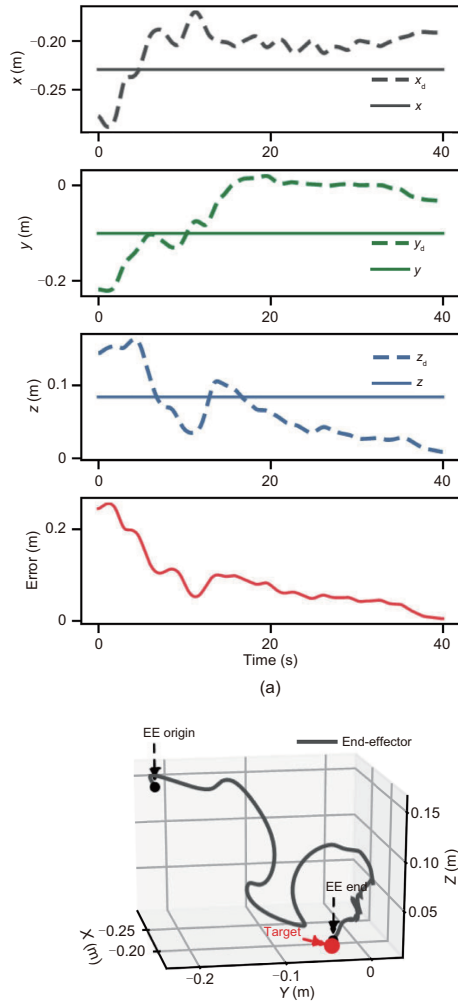 −0.20
−0.25
x (m)
x_d
x
0 20 40
0
−0.2
y (m)
y_d
y
0 20 40
0.1
0
z (m)
z_d
z
0 20 40
0.2
0
Error (m)
0 20 40
Time (s)
(a)
EE origin
End-effector
0.15
0.10
0.05
Z (m)
EE end
Target
−0.25
−0.20
X (m)
−0.2 −0.1 0
Y (m)